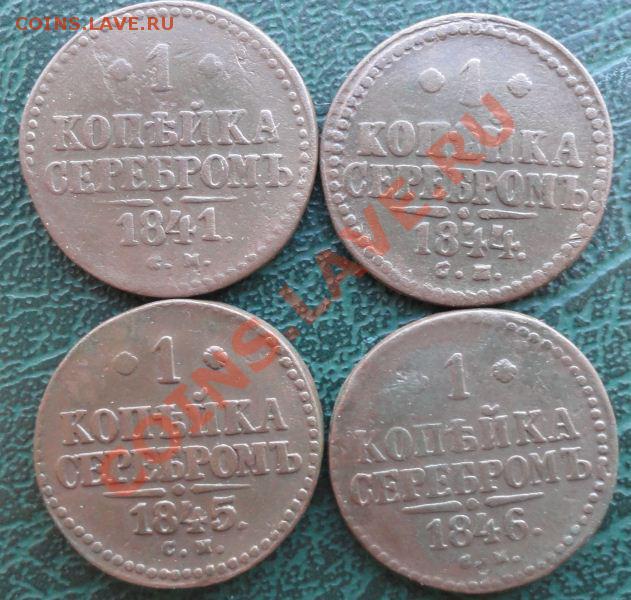 COINS.LAVE.RU
1
КОПѢЙКА
СЕРЕБРОМЪ
1841.
С. М.
1
КОПѢЙКА
СЕРЕБРОМЪ
1844.
С. М.
1
КОПѢЙКА
СЕРЕБРОМЪ
1845.
С. М.
1
КОПѢЙКА
СЕРЕБРОМЪ
1846.
С. М.
COINS.LAVE.RU